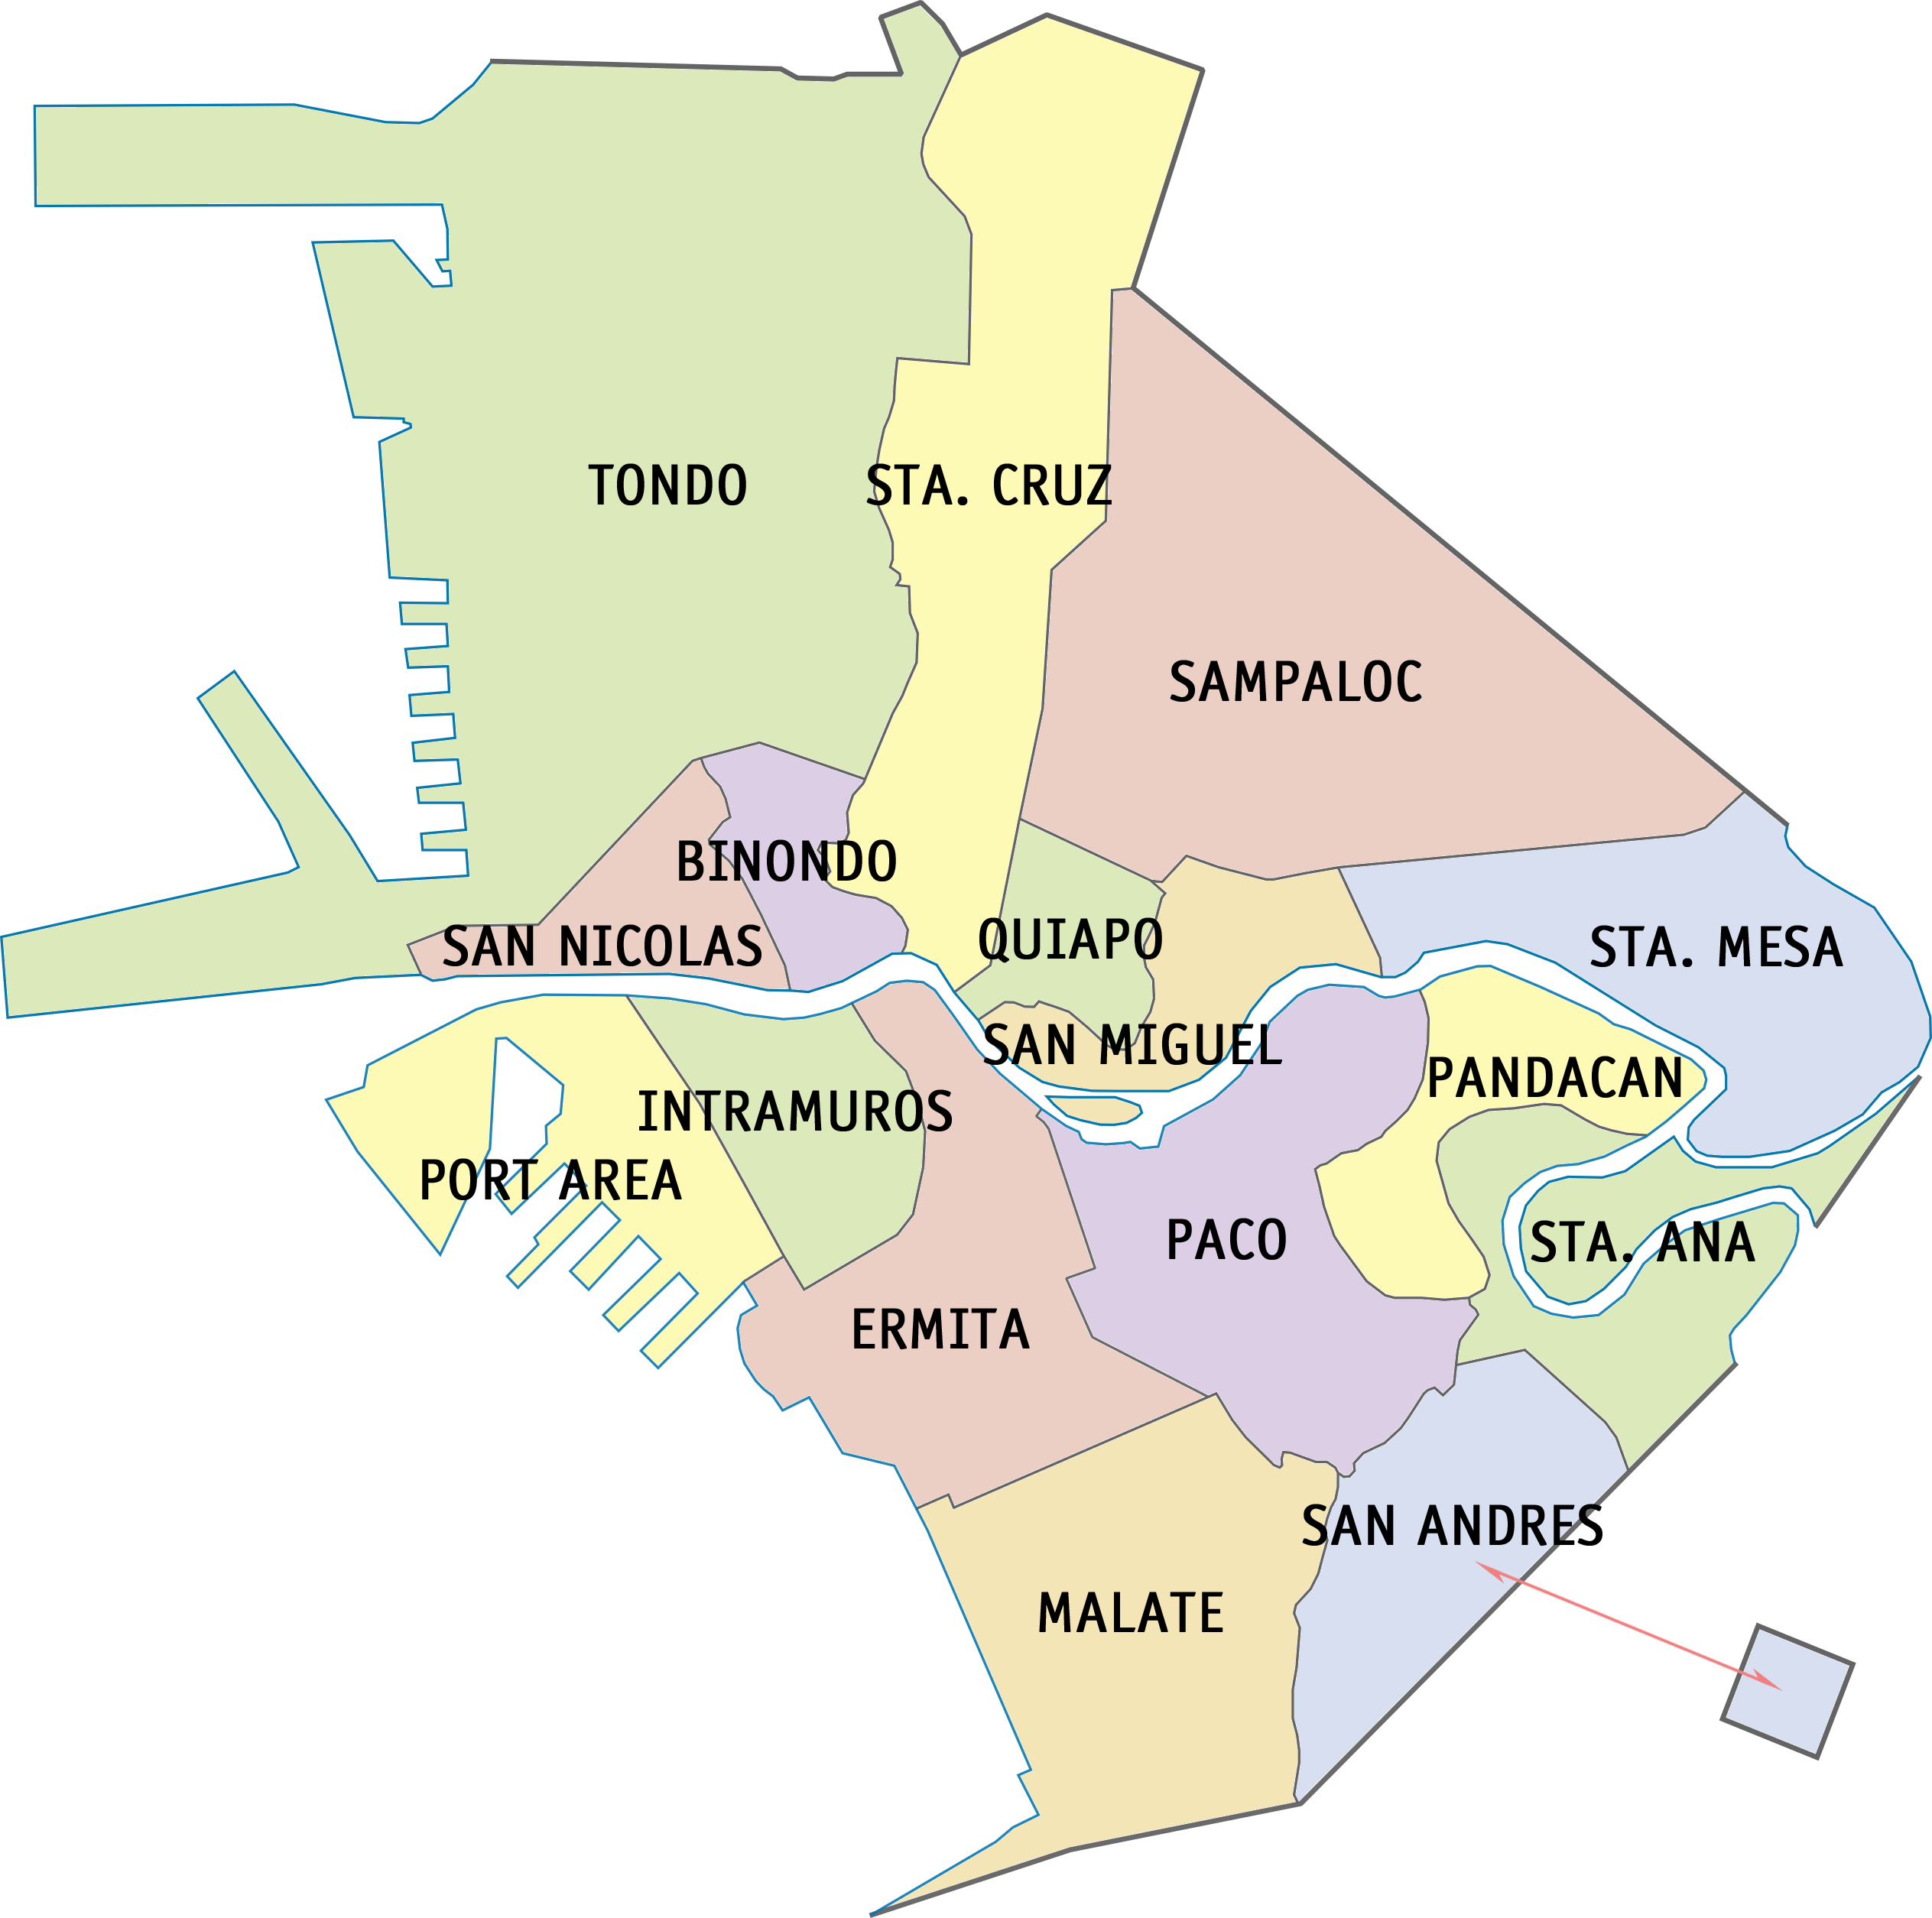 TONDO
STA. CRUZ
SAMPALOC
BINONDO
SAN NICOLAS
QUIAPO
STA. MESA
SAN MIGUEL
PANDACAN
INTRAMUROS
PORT AREA
PACO
STA. ANA
ERMITA
SAN ANDRES
MALATE